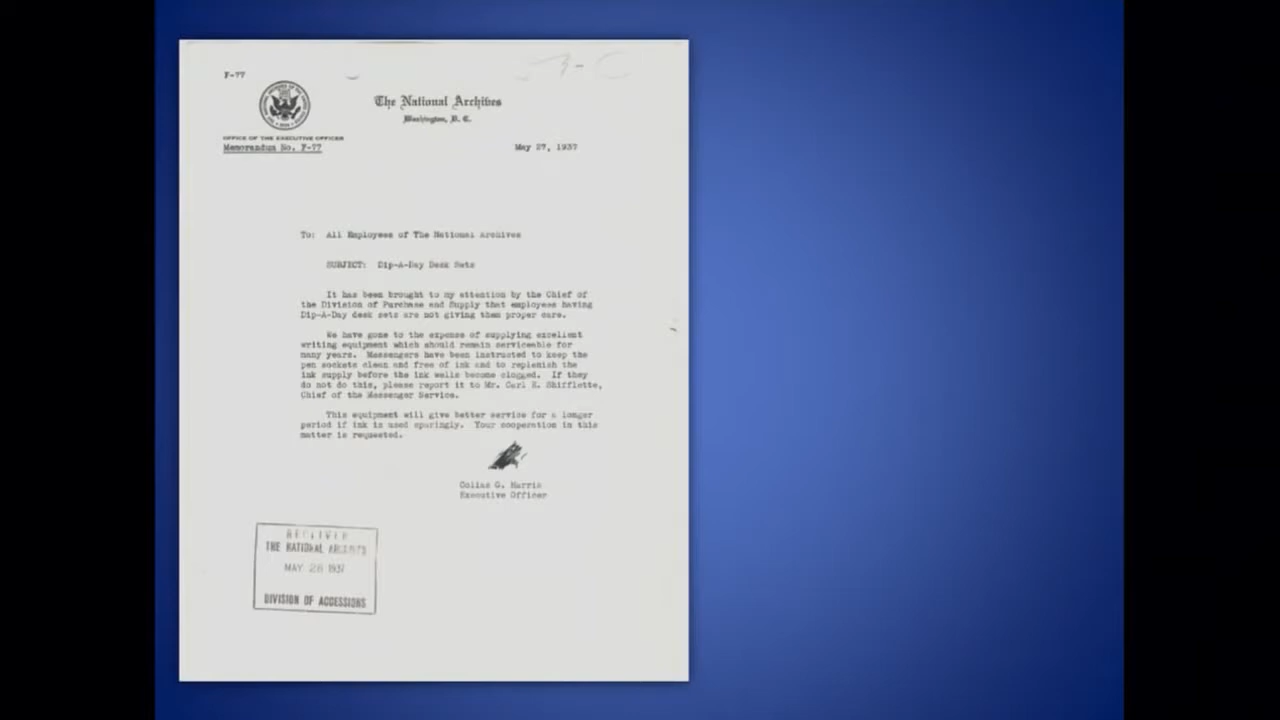 F-77
The National Archives
Washington, D. C.
OFFICE OF THE EXECUTIVE OFFICER
Memorandum No. F-77
May 27, 1937
To: All Employees of The National Archives
SUBJECT: Dip-A-Day Desk Sets
It has been brought to my attention by the Chief of
the Division of Purchase and Supply that employees having
Dip-A-Day desk sets are not giving them proper care.
We have gone to the expense of supplying excellent
writing equipment which should remain serviceable for
many years. Messengers have been instructed to keep the
pen sockets clean and free of ink and to replenish the
ink supply before the ink wells become clogged. If they
do not do this, please report it to Mr. Carl E. Shifflette,
Chief of the Messenger Service.
This equipment will give better service for a longer
period if ink is used sparingly. Your cooperation in this
matter is requested.
Collas G. Harris
Executive Officer
RECEIVED
THE NATIONAL ARCHIVES
MAY 28 1937
DIVISION OF ACCESSIONS